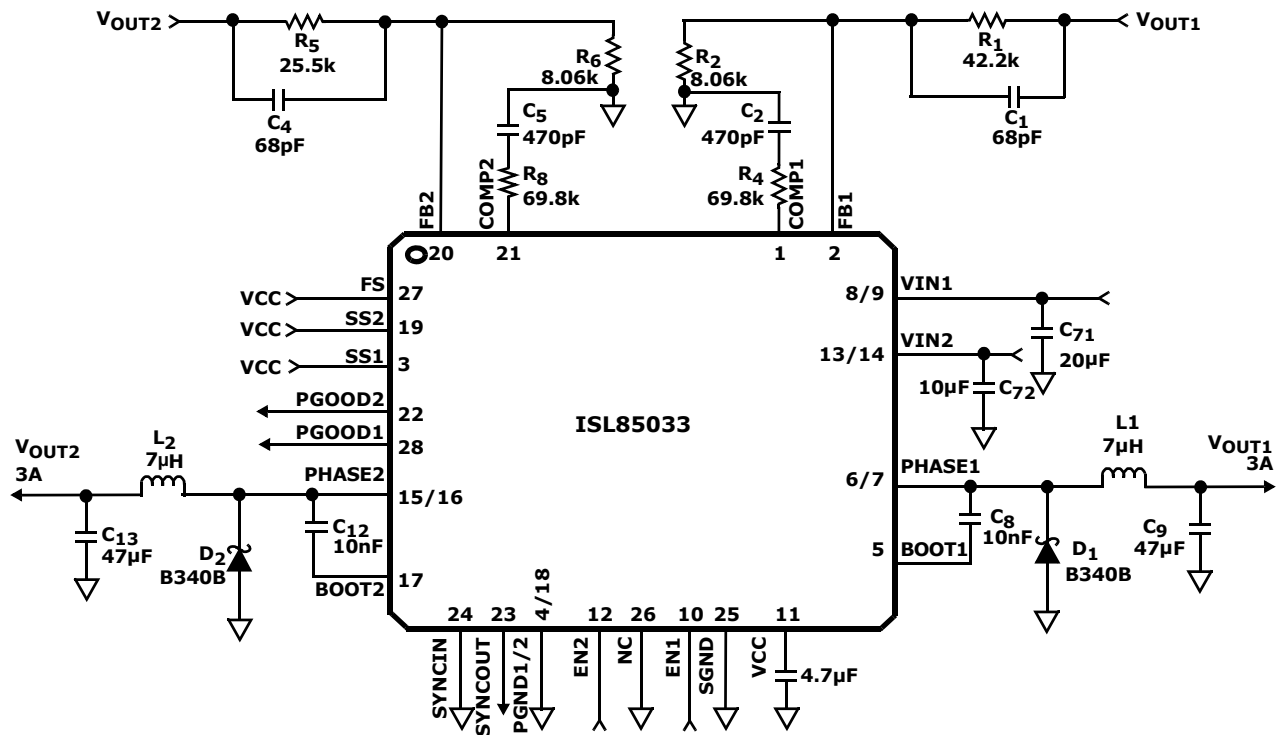 VOUT2
R5
25.5k
C4
68pF
R6
8.06k
C5
470pF
R8
69.8k
R2
8.06k
C2
470pF
R4
69.8k
R1
42.2k
C1
68pF
VOUT1
FB2
COMP2
COMP1
FB1
20
21
1
2
VCC
FS
27
VCC
SS2
19
VCC
SS1
3
PGOOD2
22
PGOOD1
28
PHASE2
15/16
BOOT2
17
ISL85033
8/9
VIN1
13/14
VIN2
C71
20µF
10µF
C72
6/7
PHASE1
5
BOOT1
VOUT2
3A
L2
7µH
C13
47µF
D2
B340B
C12
10nF
L1
7µH
VOUT1
3A
C8
10nF
D1
B340B
C9
47µF
24
23
4/18
12
26
10
25
11
SYNCIN
SYNCOUT
PGND1/2
EN2
NC
EN1
SGND
VCC
4.7µF